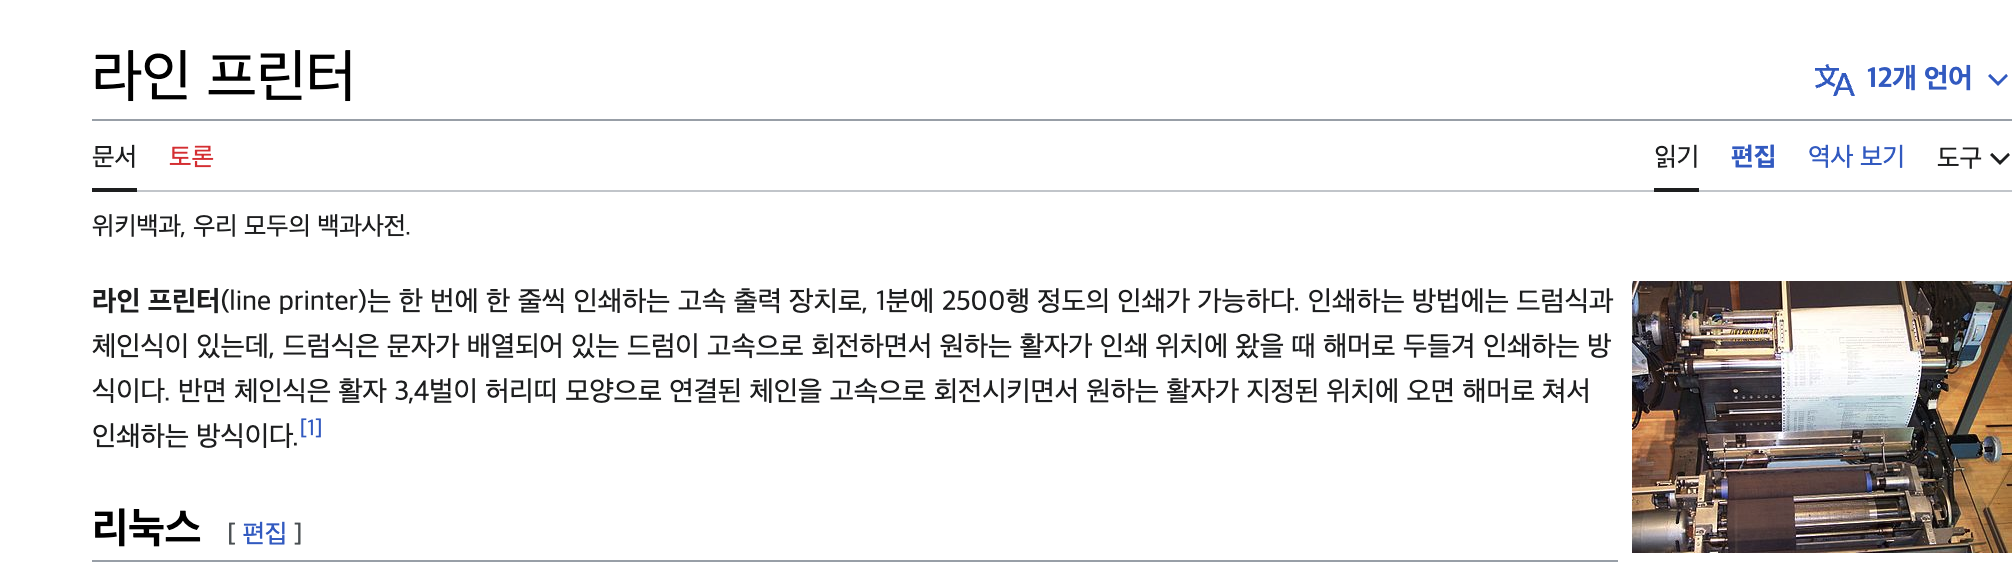 라인 프린터
文A 12개 언어
문서 토론
읽기 편집 역사 보기 도구
위키백과, 우리 모두의 백과사전.
라인 프린터(line printer)는 한 번에 한 줄씩 인쇄하는 고속 출력 장치로, 1분에 2500행 정도의 인쇄가 가능하다. 인쇄하는 방법에는 드럼식과
체인식이 있는데, 드럼식은 문자가 배열되어 있는 드럼이 고속으로 회전하면서 원하는 활자가 인쇄 위치에 왔을 때 해머로 두들겨 인쇄하는 방
식이다. 반면 체인식은 활자 3,4벌이 허리띠 모양으로 연결된 체인을 고속으로 회전시키면서 원하는 활자가 지정된 위치에 오면 해머로 쳐서
인쇄하는 방식이다.[1]
리눅스 [ 편집 ]